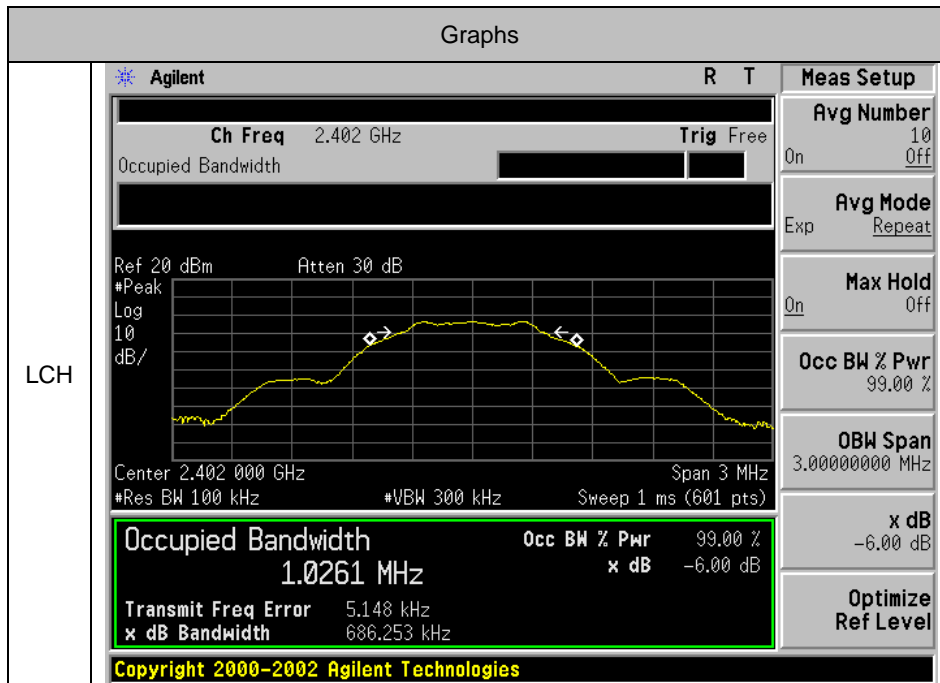 Graphs
LCH
Agilent R T
Ch Freq 2.402 GHz Trig Free
Occupied Bandwidth
Ref 20 dBm Atten 30 dB
#Peak
Log
10
dB/
Center 2.402 000 GHz Span 3 MHz
#Res BW 100 kHz #VBW 300 kHz Sweep 1 ms (601 pts)
Occupied Bandwidth Occ BW % Pwr 99.00 %
1.0261 MHz x dB -6.00 dB
Transmit Freq Error 5.148 kHz
x dB Bandwidth 686.253 kHz
Copyright 2000-2002 Agilent Technologies
Meas Setup
Avg Number
10
On Off
Avg Mode
Exp Repeat
Max Hold
On Off
Occ BW % Pwr
99.00 %
OBW Span
3.00000000 MHz
x dB
-6.00 dB
Optimize
Ref Level